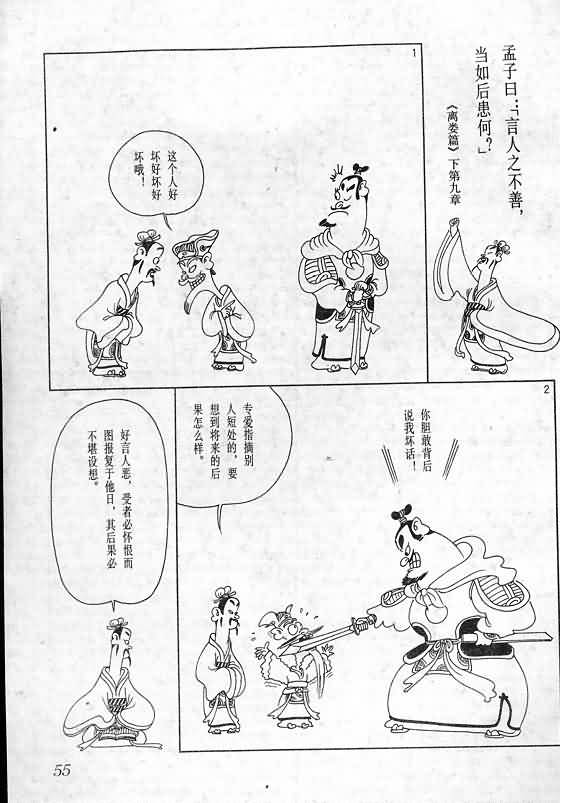 孟子曰：「言人之不善，
当如后患何？」
《离娄篇》下第九章
1
这个人好
坏好坏好
坏哦！
2
你胆敢背后
说我坏话！
专爱指摘别
人短处的，要
想到将来的后
果怎么样。
好言人恶，受者必怀恨而
图报复于他日，其后果必
不堪设想。
55